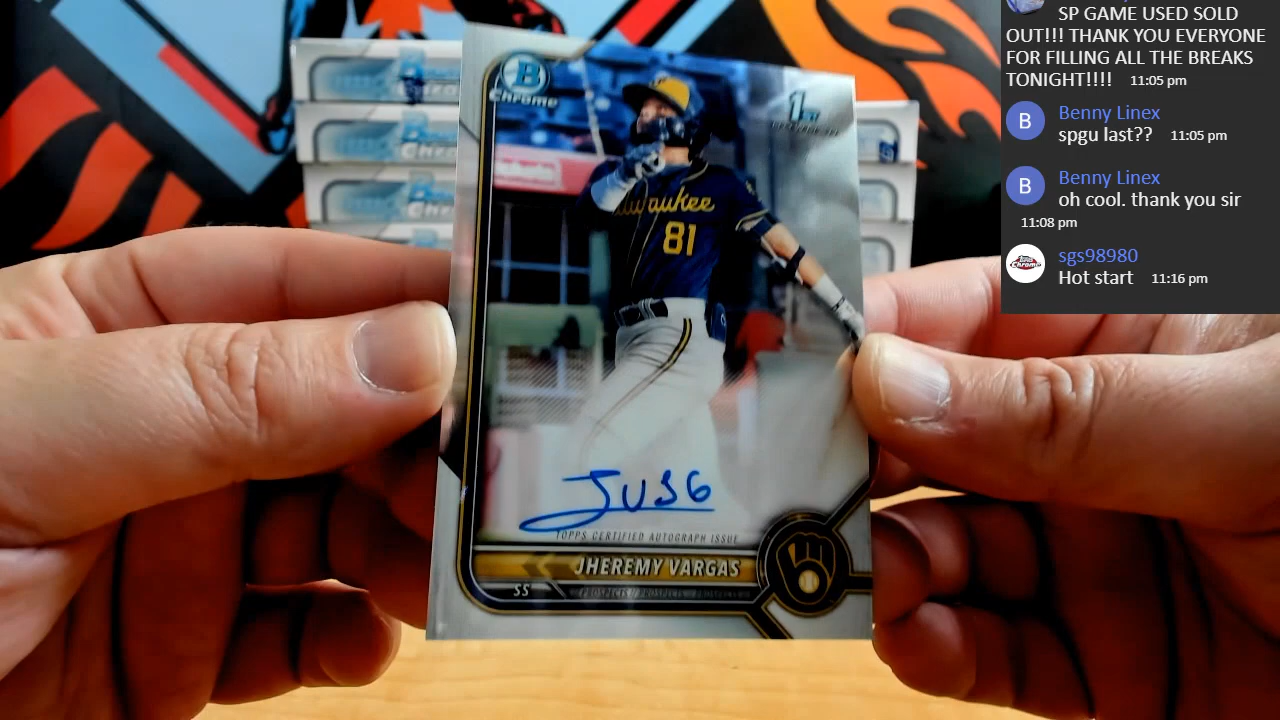 SP GAME USED SOLD
OUT!!! THANK YOU EVERYONE
FOR FILLING ALL THE BREAKS
TONIGHT!!!! 11:05 pm
Benny Linex
spgu last?? 11:05 pm
Benny Linex
oh cool. thank you sir
11:08 pm
sgs98980
Hot start 11:16 pm
B
Chrome
1st
Milwaukee
81
TOPPS CERTIFIED AUTOGRAPH ISSUE
JHEREMY VARGAS
SS